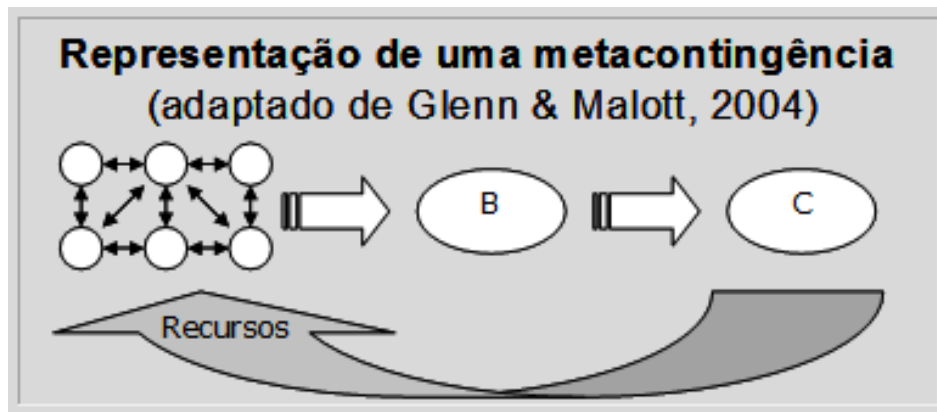 Representação de uma metacontingência
(adaptado de Glenn & Malott, 2004)
B
C
Recursos